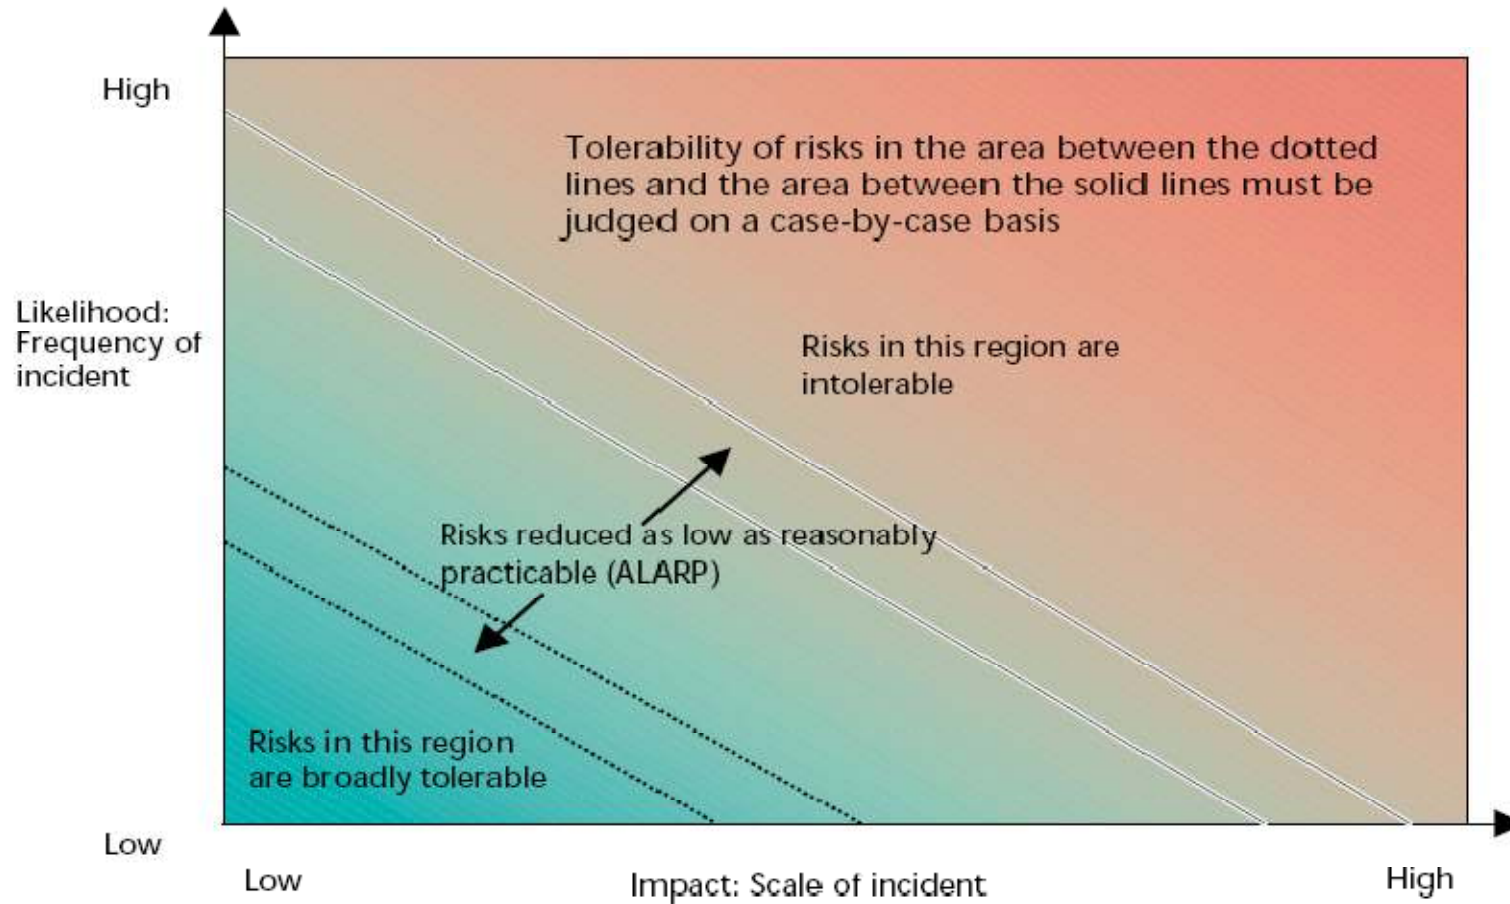 High
Tolerability of risks in the area between the dotted
lines and the area between the solid lines must be
judged on a case-by-case basis
Likelihood:
Frequency of
incident
Risks in this region are
intolerable
Risks reduced as low as reasonably
practicable (ALARP)
Risks in this region
are broadly tolerable
Low
Low
Impact: Scale of incident
High